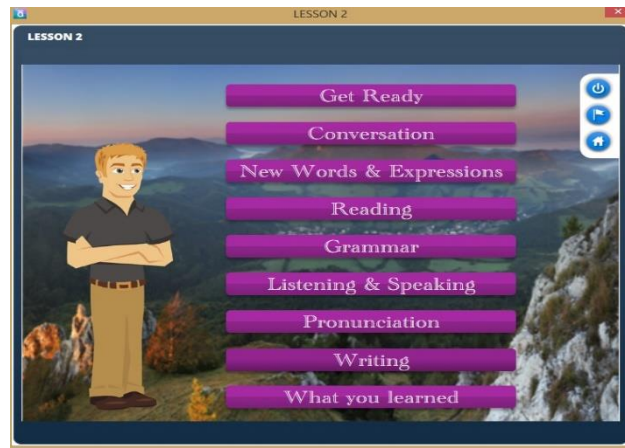 LESSON 2
LESSON 2
Get Ready
Conversation
New Words & Expressions
Reading
Grammar
Listening & Speaking
Pronunciation
Writing
What you learned